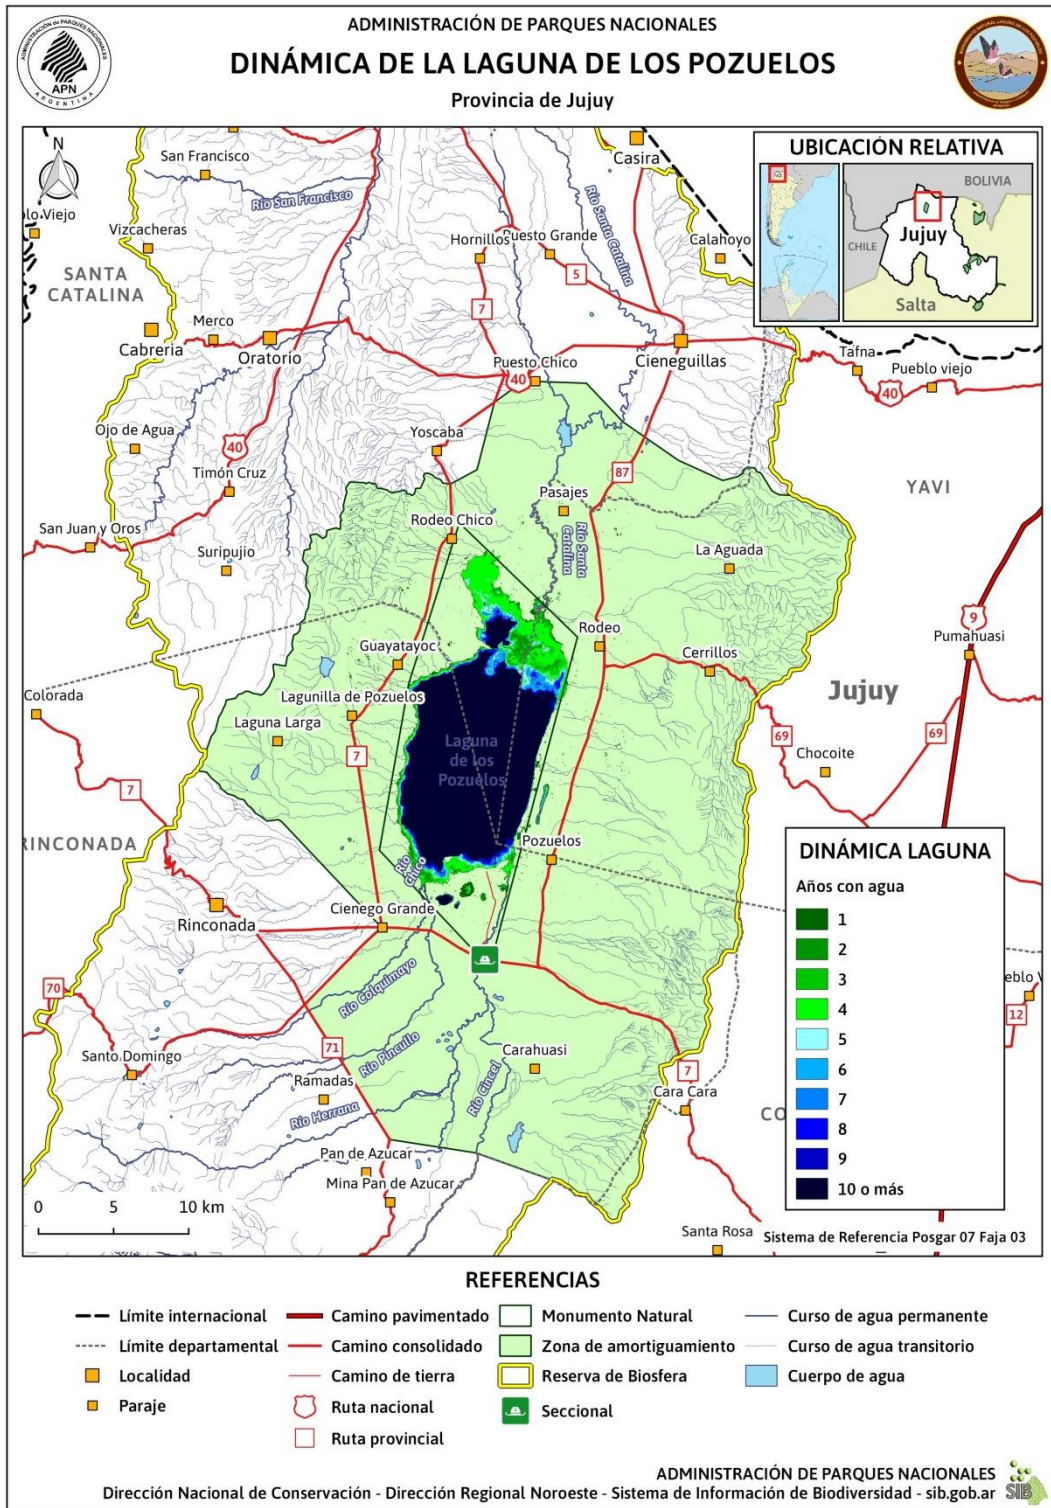 ADMINISTRACIÓN DE PARQUES NACIONALES
DINÁMICA DE LA LAGUNA DE LOS POZUELOS
Provincia de Jujuy
ADMINISTRACIÓN de PARQUES NACIONALES
APN
ARGENTINA
N
San Francisco
Río San Francisco
olo Viejo
Vizcacheras
SANTA
CATALINA
Merco
Cabreria
Oratorio
Hornillos
Puesto Grande
Río Santa Catalina
Casira
Calahoyo
5
7
Puesto Chico
40
Cieneguillas
Tafna
Pueblo viejo
40
UBICACIÓN RELATIVA
BOLIVIA
CHILE
Jujuy
Salta
Ojo de Agua
40
Timón Cruz
Yoscaba
87
Pasajes
YAVI
San Juan y Oros
Suripujio
Rodeo Chico
Río Santa
Catalina
La Aguada
9
Pumahuasi
Guayatayoc
Rodeo
Cerrillos
Colorada
Lagunilla de Pozuelos
Laguna Larga
Jujuy
69
69
Chocoite
7
7
Laguna
de los
Pozuelos
RINCONADA
Río
Chico
Pozuelos
Rinconada
Cienego Grande
DINÁMICA LAGUNA
Años con agua
1
2
3
4
5
6
7
8
9
10 o más
70
Río Colquimayo
Santo Domingo
71
Río Pincullo
Carahuasi
Ramadas
Río Herrana
Río Cincel
7
Cara Cara
CO
eblo V
12
Pan de Azucar
Mina Pan de Azucar
0 5 10 km
Santa Rosa
Sistema de Referencia Posgar 07 Faja 03
REFERENCIAS
Límite internacional
Límite departamental
Localidad
Paraje
Camino pavimentado
Camino consolidado
Camino de tierra
Ruta nacional
Ruta provincial
Monumento Natural
Zona de amortiguamiento
Reserva de Biosfera
Seccional
Curso de agua permanente
Curso de agua transitorio
Cuerpo de agua
ADMINISTRACIÓN DE PARQUES NACIONALES
Dirección Nacional de Conservación - Dirección Regional Noroeste - Sistema de Información de Biodiversidad - sib.gob.ar
SIB